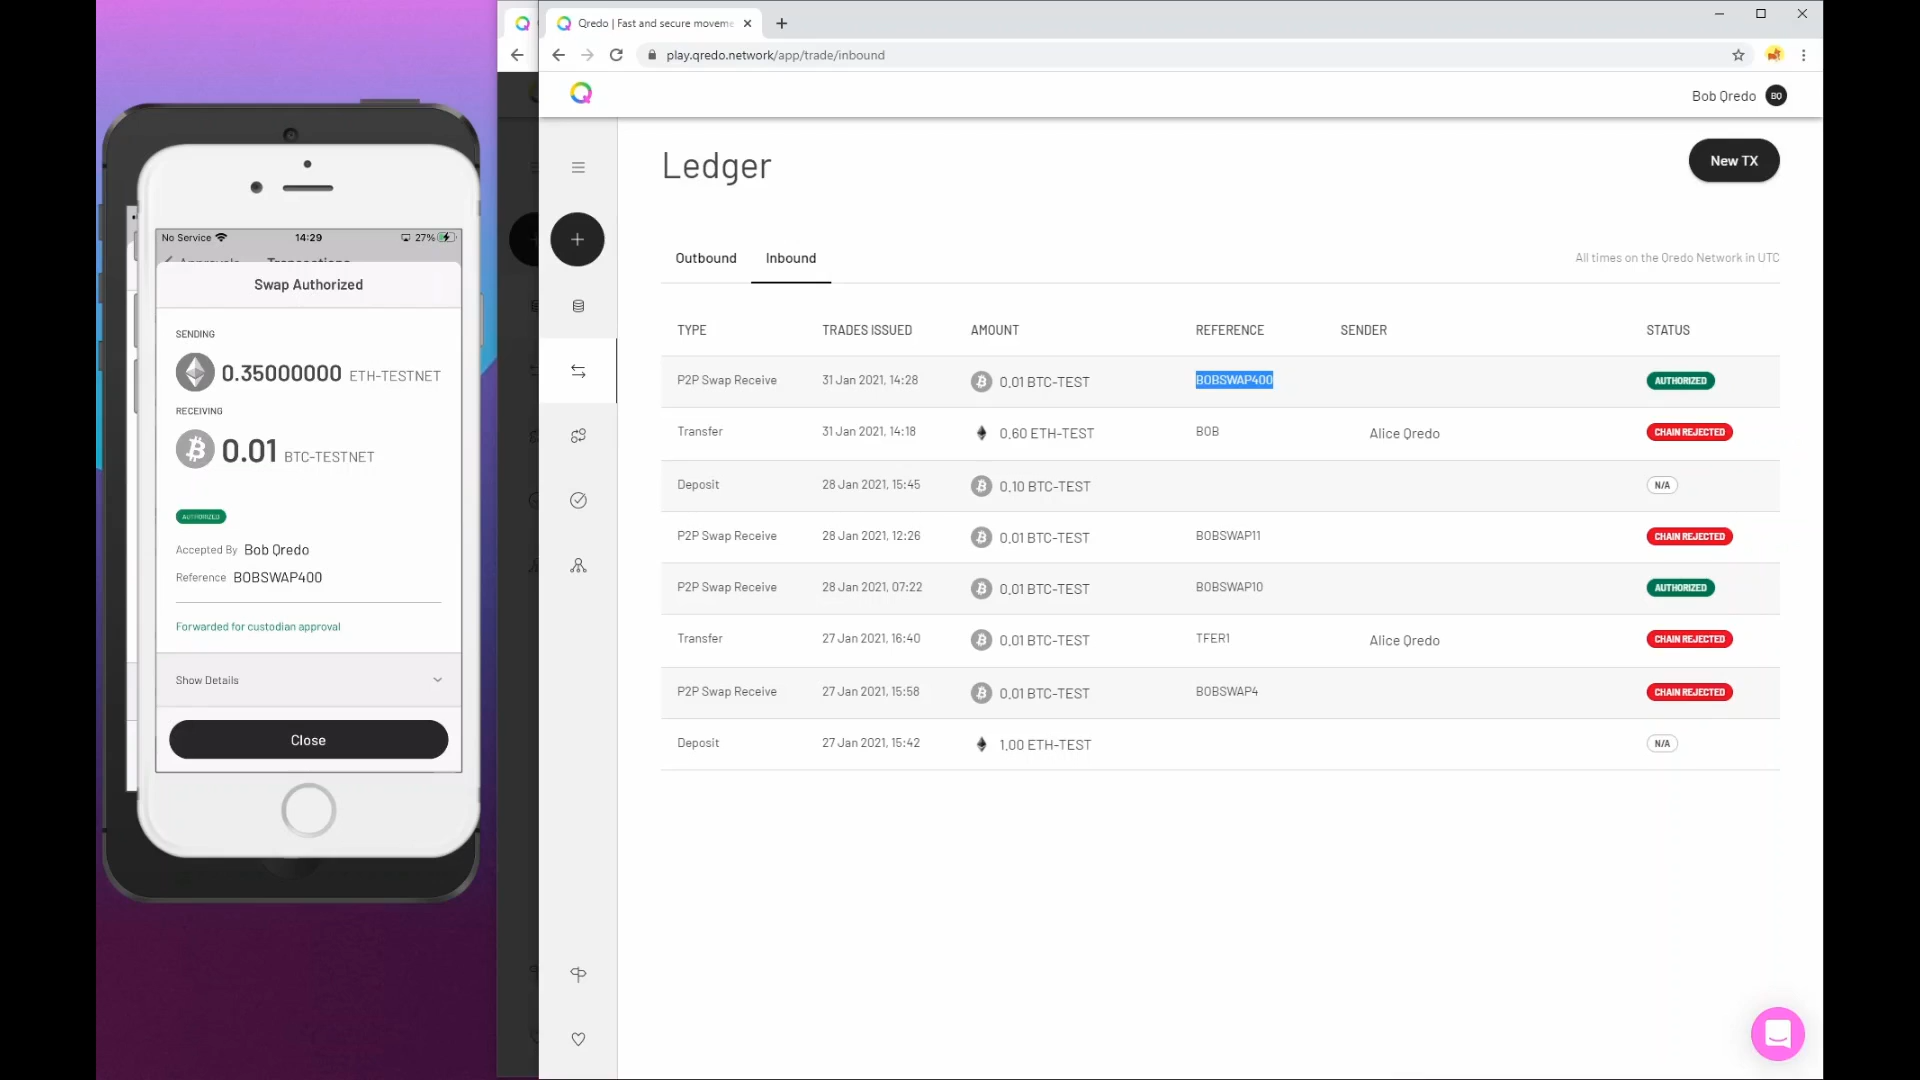 No Service 14:29 27%
Approvals Transactions
Swap Authorized
SENDING
0.35000000 ETH-TESTNET
RECEIVING
0.01 BTC-TESTNET
AUTHORIZED
Accepted By Bob Qredo
Reference BOBSWAP400
Forwarded for custodian approval
Show Details
Close
Qredo | Fast and secure moveme
play.qredo.network/app/trade/inbound
Bob Qredo BQ
Ledger
New TX
Outbound Inbound All times on the Qredo Network in UTC
TYPE TRADES ISSUED AMOUNT REFERENCE SENDER STATUS
P2P Swap Receive 31 Jan 2021, 14:28 0.01 BTC-TEST BOBSWAP400 AUTHORIZED
Transfer 31 Jan 2021, 14:18 0.60 ETH-TEST BOB Alice Qredo CHAIN REJECTED
Deposit 28 Jan 2021, 15:45 0.10 BTC-TEST N/A
P2P Swap Receive 28 Jan 2021, 12:26 0.01 BTC-TEST BOBSWAP11 CHAIN REJECTED
P2P Swap Receive 28 Jan 2021, 07:22 0.01 BTC-TEST BOBSWAP10 AUTHORIZED
Transfer 27 Jan 2021, 16:40 0.01 BTC-TEST TFER1 Alice Qredo CHAIN REJECTED
P2P Swap Receive 27 Jan 2021, 15:58 0.01 BTC-TEST BOBSWAP4 CHAIN REJECTED
Deposit 27 Jan 2021, 15:42 1.00 ETH-TEST N/A